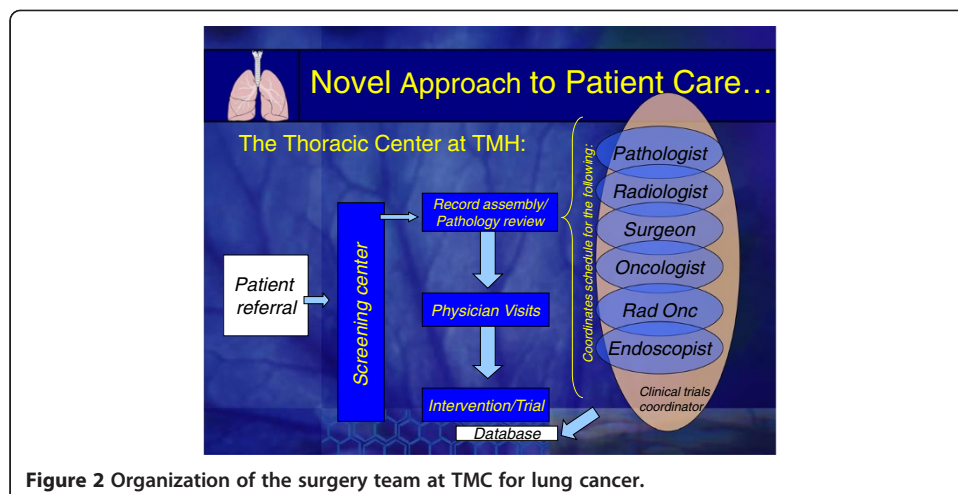 Novel Approach to Patient Care…
The Thoracic Center at TMH:
Patient
referral
Screening center
Record assembly/
Pathology review
Physician Visits
Intervention/Trial
Database
Coordinates schedule for the following:
Pathologist
Radiologist
Surgeon
Oncologist
Rad Onc
Endoscopist
Clinical trials
coordinator
Figure 2 Organization of the surgery team at TMC for lung cancer.